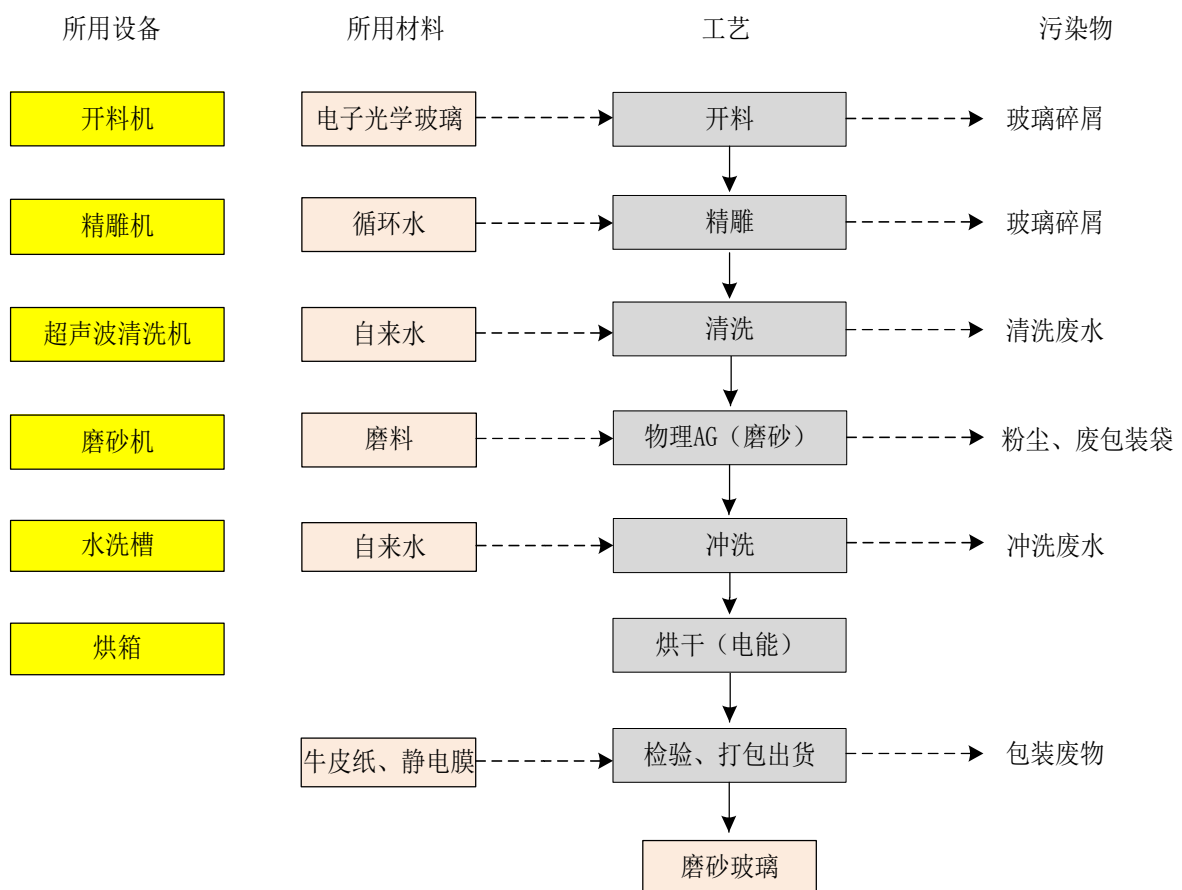 所用设备 所用材料 工艺 污染物
开料机 电子光学玻璃 开料 玻璃碎屑
精雕机 循环水 精雕 玻璃碎屑
超声波清洗机 自来水 清洗 清洗废水
磨砂机 磨料 物理AG（磨砂） 粉尘、废包装袋
水洗槽 自来水 冲洗 冲洗废水
烘箱 烘干（电能）
牛皮纸、静电膜 检验、打包出货 包装废物
磨砂玻璃